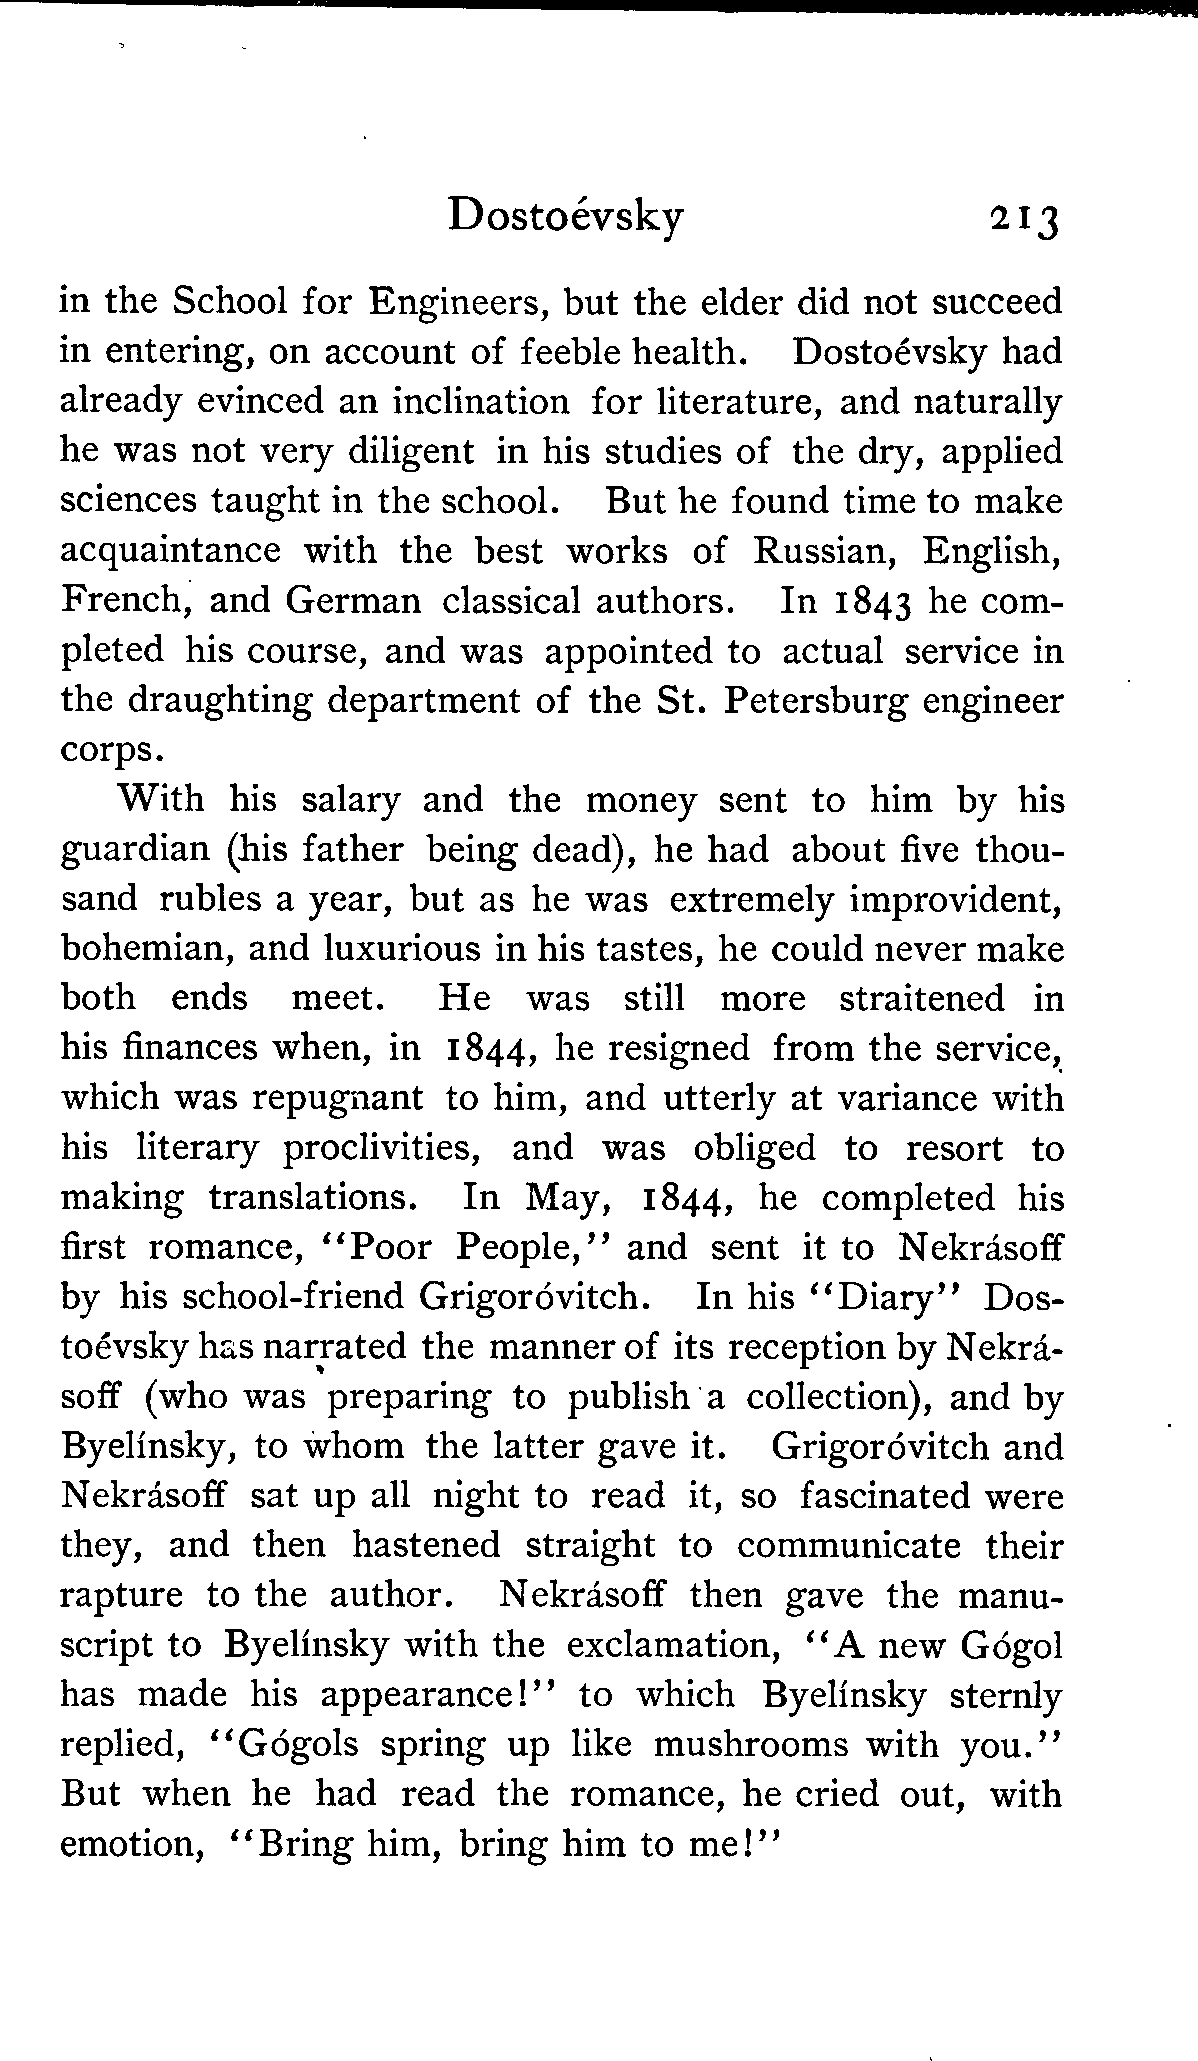 Dostoévsky 213
in the School for Engineers, but the elder did not succeed
in entering, on account of feeble health. Dostoévsky had
already evinced an inclination for literature, and naturally
he was not very diligent in his studies of the dry, applied
sciences taught in the school. But he found time to make
acquaintance with the best works of Russian, English,
French, and German classical authors. In 1843 he com-
pleted his course, and was appointed to actual service in
the draughting department of the St. Petersburg engineer
corps.
With his salary and the money sent to him by his
guardian (his father being dead), he had about five thou-
sand rubles a year, but as he was extremely improvident,
bohemian, and luxurious in his tastes, he could never make
both ends meet. He was still more straitened in
his finances when, in 1844, he resigned from the service,
which was repugnant to him, and utterly at variance with
his literary proclivities, and was obliged to resort to
making translations. In May, 1844, he completed his
first romance, "Poor People," and sent it to Nekrásoff
by his school-friend Grigoróvitch. In his "Diary" Dos-
toévsky has narrated the manner of its reception by Nekrá-
soff (who was preparing to publish a collection), and by
Byelínsky, to whom the latter gave it. Grigoróvitch and
Nekrásoff sat up all night to read it, so fascinated were
they, and then hastened straight to communicate their
rapture to the author. Nekrásoff then gave the manu-
script to Byelínsky with the exclamation, "A new Gógol
has made his appearance!" to which Byelínsky sternly
replied, "Gógols spring up like mushrooms with you."
But when he had read the romance, he cried out, with
emotion, "Bring him, bring him to me!"